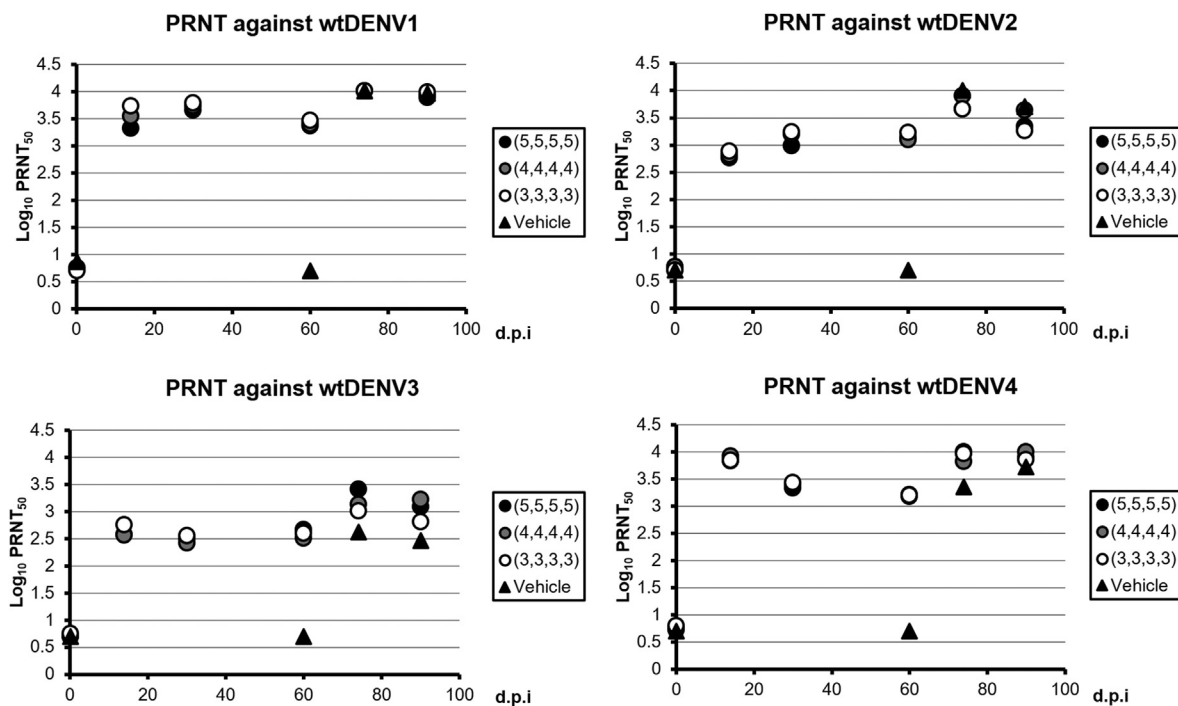 PRNT against wtDENV1
4.5
4
3.5
3
2.5
2
1.5
1
0.5
0
Log10 PRNT50
0 20 40 60 80 100
d.p.i
(5,5,5,5)
(4,4,4,4)
(3,3,3,3)
Vehicle
PRNT against wtDENV2
4.5
4
3.5
3
2.5
2
1.5
1
0.5
0
Log10 PRNT50
0 20 40 60 80 100
d.p.i
(5,5,5,5)
(4,4,4,4)
(3,3,3,3)
Vehicle
PRNT against wtDENV3
4.5
4
3.5
3
2.5
2
1.5
1
0.5
0
Log10 PRNT50
0 20 40 60 80 100
d.p.i
(5,5,5,5)
(4,4,4,4)
(3,3,3,3)
Vehicle
PRNT against wtDENV4
4.5
4
3.5
3
2.5
2
1.5
1
0.5
0
Log10 PRNT50
0 20 40 60 80 100
d.p.i
(5,5,5,5)
(4,4,4,4)
(3,3,3,3)
Vehicle